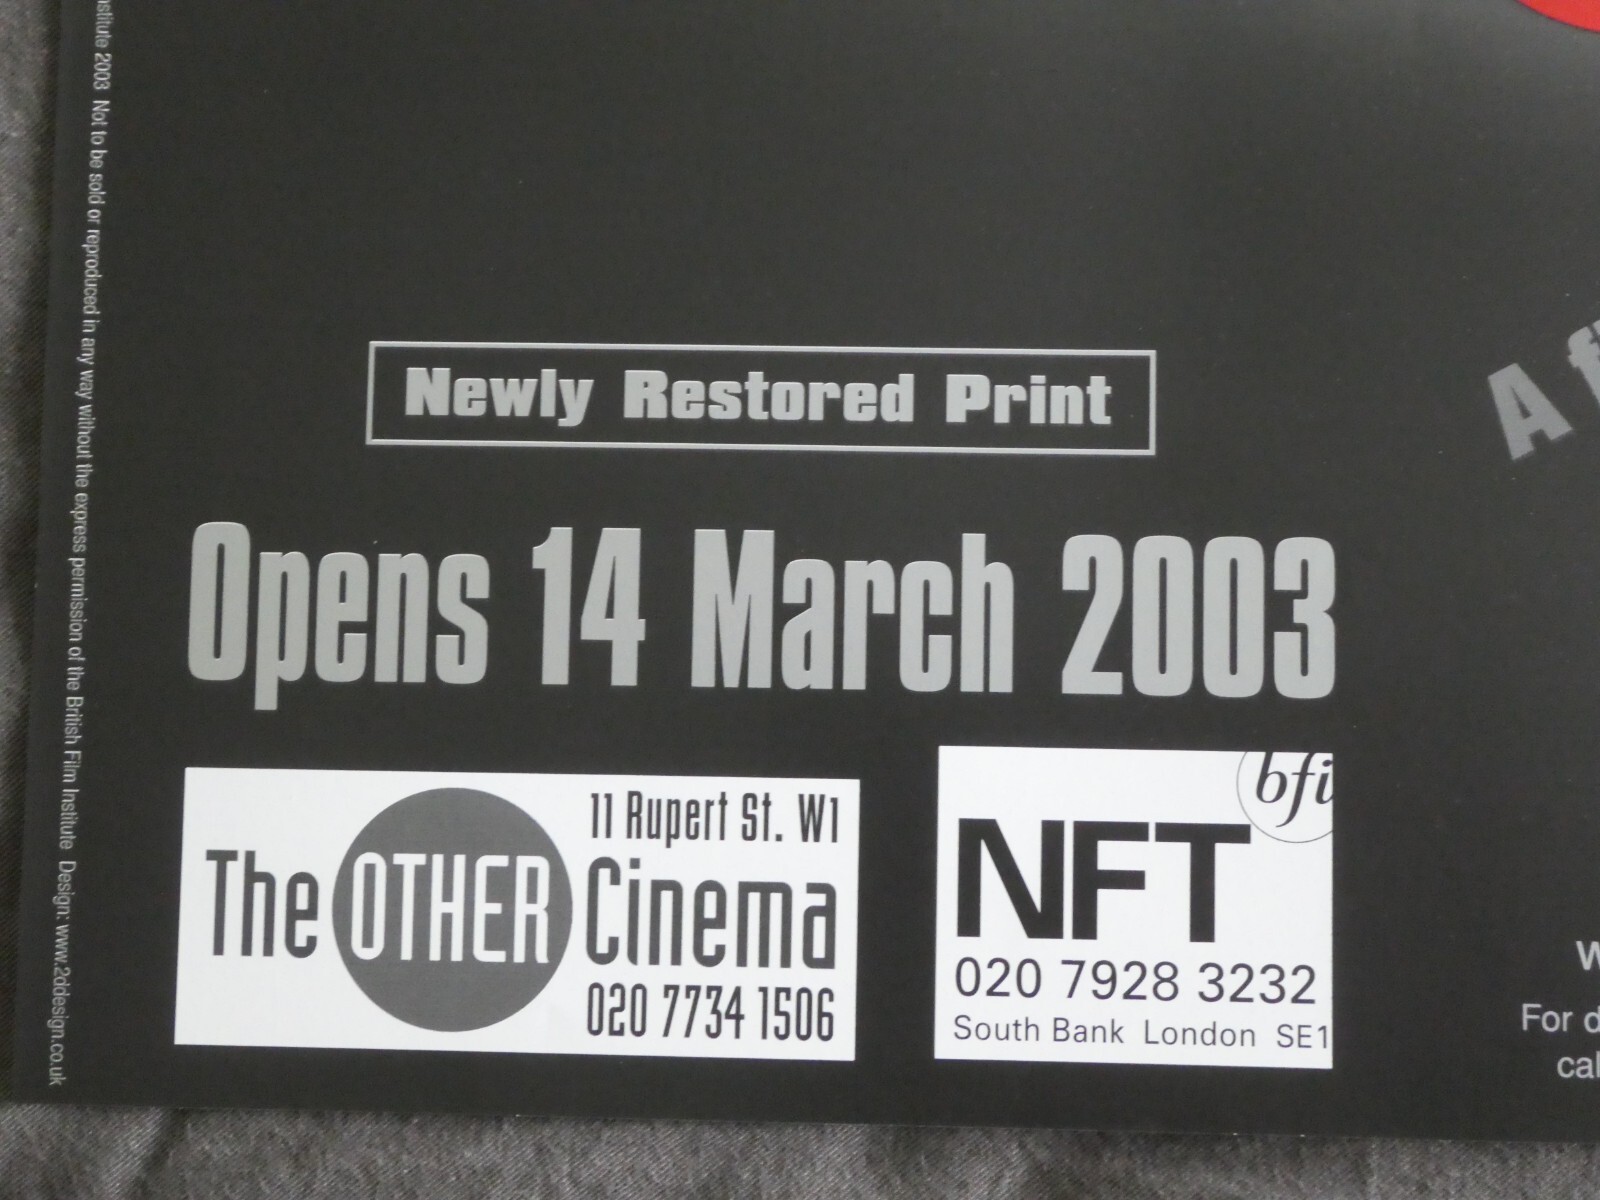 2003 Not to be sold or reproduced in any way without the express permission of the British Film Institute Design: www.2ddesign.co.uk
Newly Restored Print
Opens 14 March 2003
A
11 Rupert St. W1
The OTHER Cinema
020 7734 1506
bfi
NFT
020 7928 3232
South Bank London SE1
For